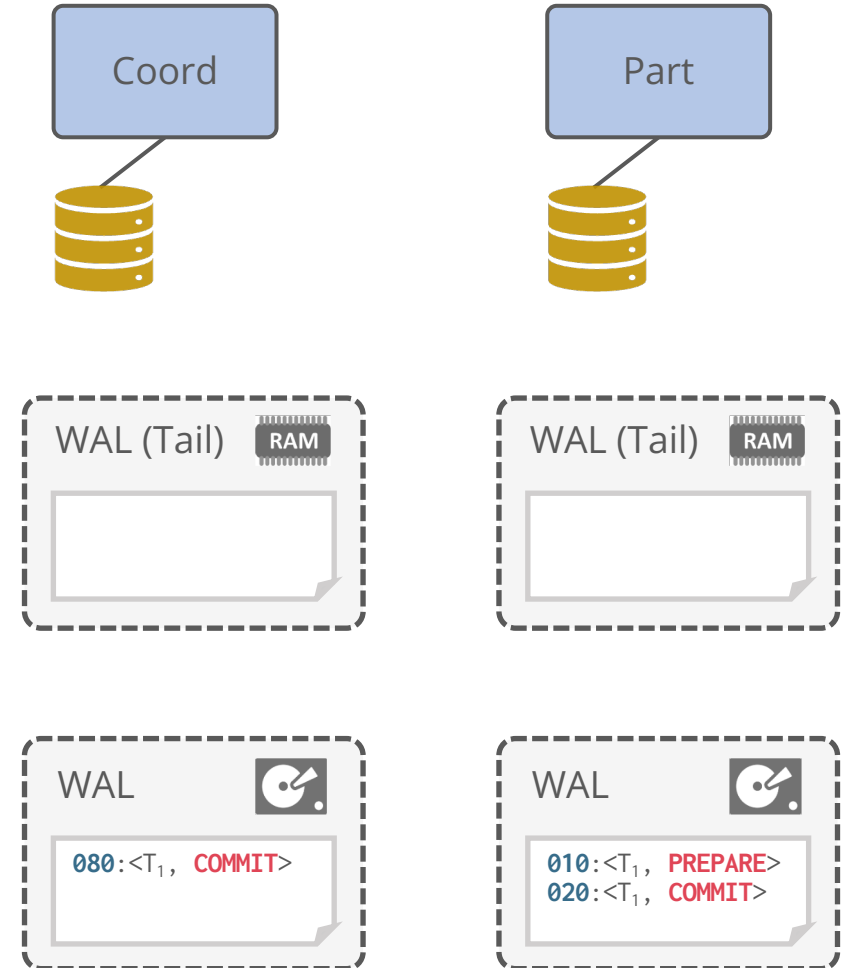 Coord
Part
WAL (Tail)
RAM
WAL (Tail)
RAM
WAL
080:<T₁, COMMIT>
WAL
010:<T₁, PREPARE>
020:<T₁, COMMIT>